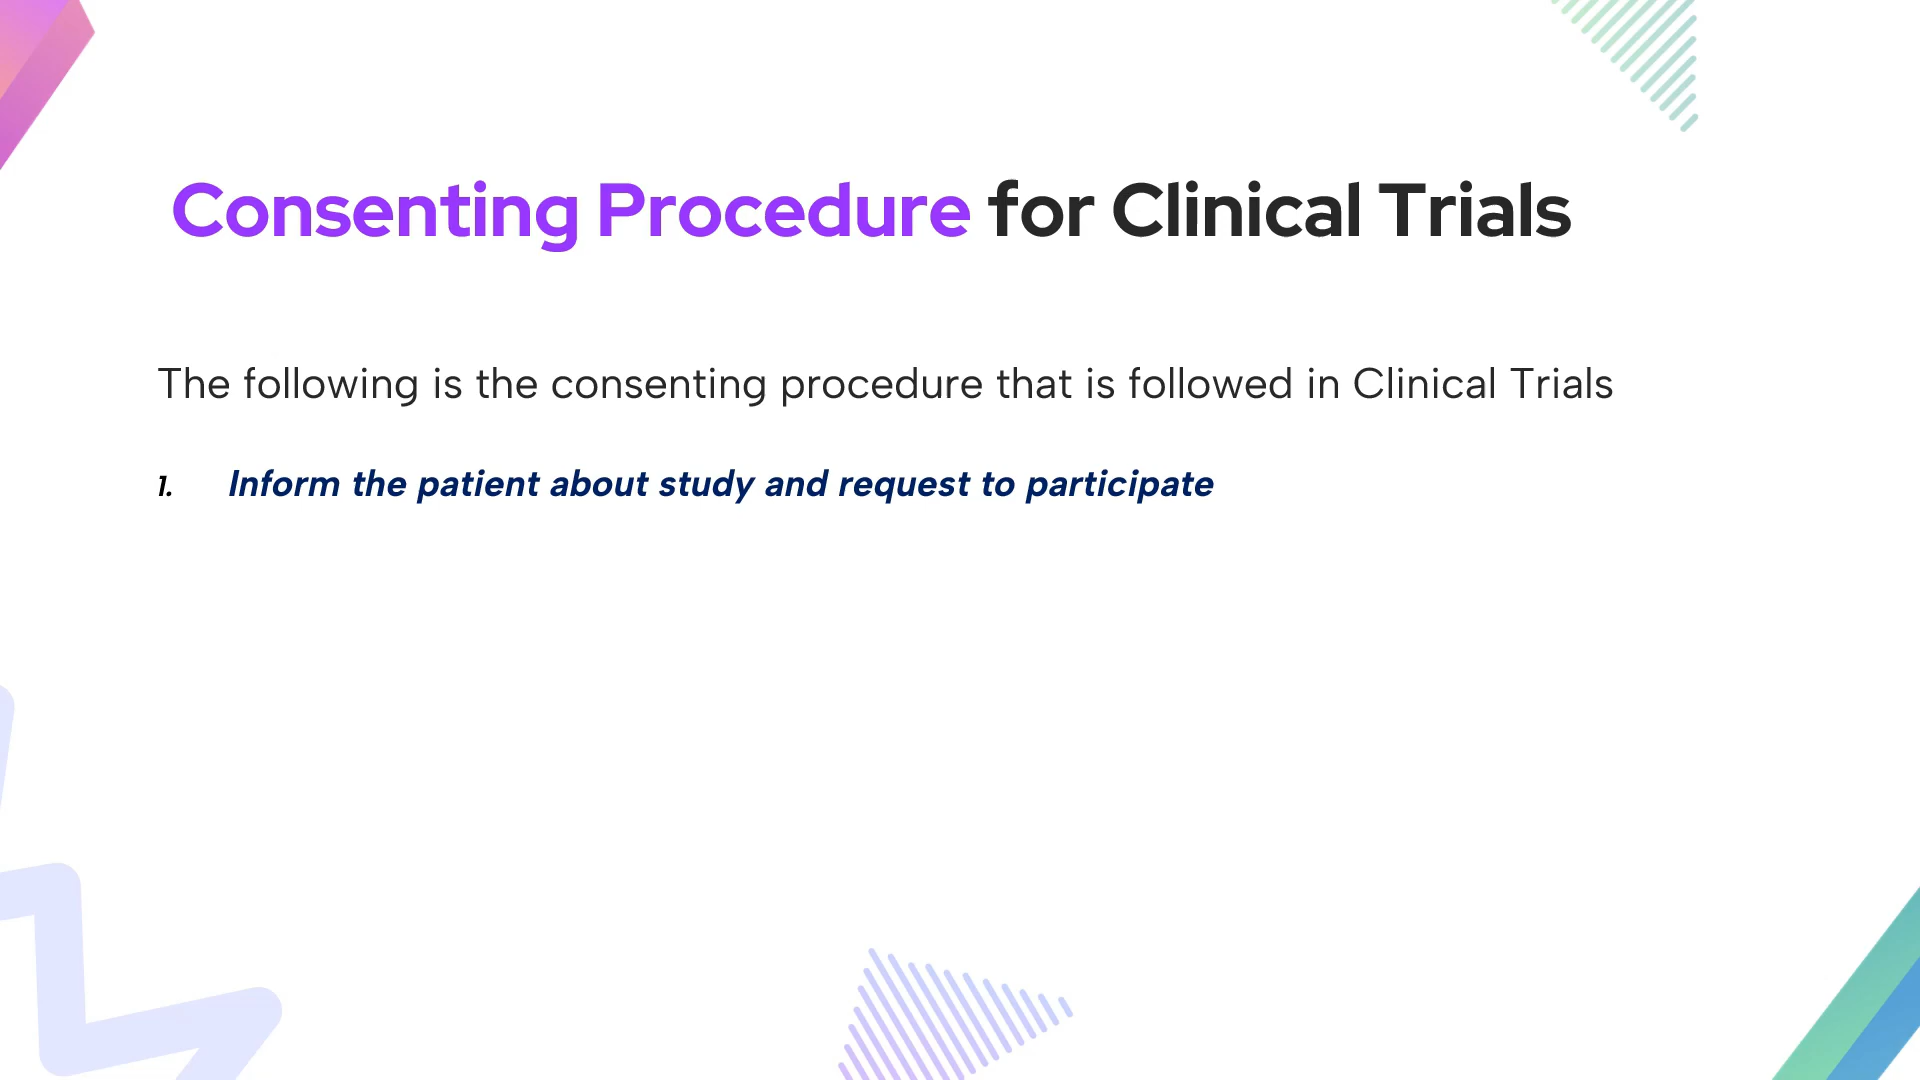 Consenting Procedure for Clinical Trials
The following is the consenting procedure that is followed in Clinical Trials
1. Inform the patient about study and request to participate